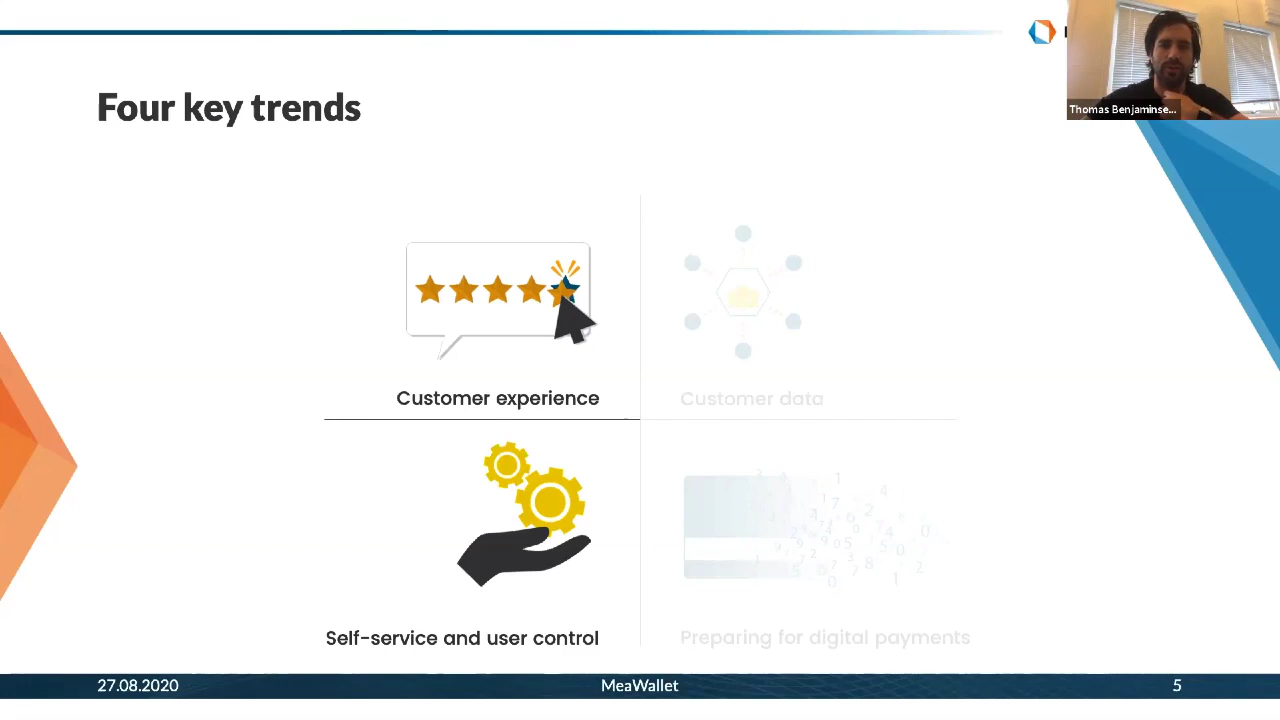 Four key trends
Thomas Benjaminse...
Customer experience
Customer data
Self-service and user control
Preparing for digital payments
27.08.2020
MeaWallet
5